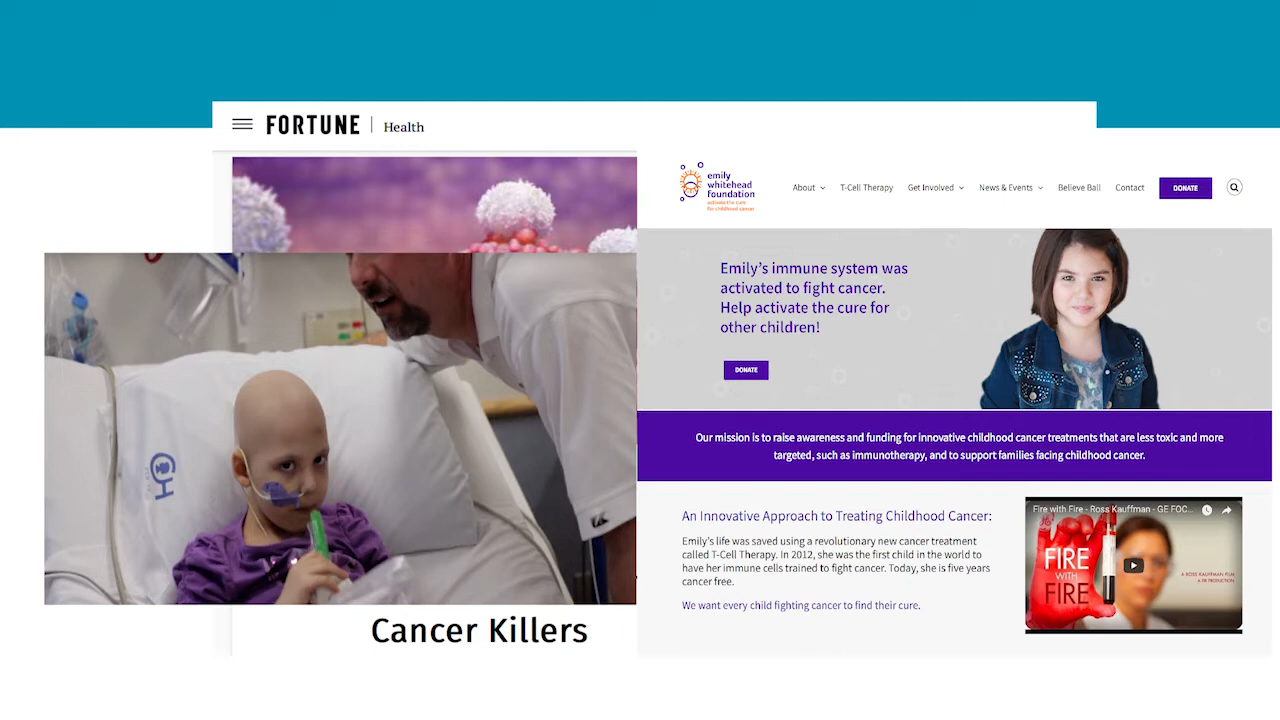 FORTUNE | Health
Cancer Killers
emily
whitehead
foundation
activate the cure
for childhood cancer
About T-Cell Therapy Get Involved News & Events Believe Ball Contact DONATE
Emily’s immune system was
activated to fight cancer.
Help activate the cure for
other children!
DONATE
Our mission is to raise awareness and funding for innovative childhood cancer treatments that are less toxic and more
targeted, such as immunotherapy, and to support families facing childhood cancer.
An Innovative Approach to Treating Childhood Cancer:
Emily’s life was saved using a revolutionary new cancer treatment
called T-Cell Therapy. In 2012, she was the first child in the world to
have her immune cells trained to fight cancer. Today, she is five years
cancer free.
We want every child fighting cancer to find their cure.
Fire with Fire - Ross Kauffman - GE FOC...
FIRE
WITH
FIRE
A ROSS KAUFFMAN FILM